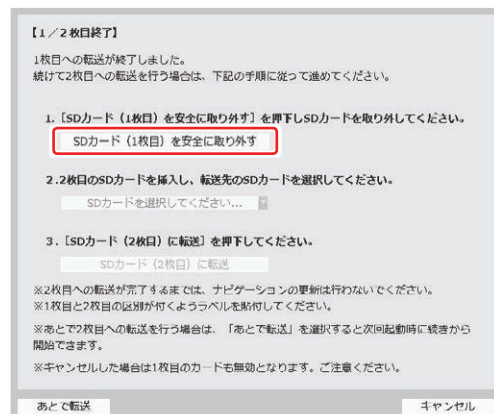 【1／2枚目終了】
1枚目への転送が終了しました。
続けて2枚目への転送を行う場合は、下記の手順に従って進めてください。
1.［SDカード（1枚目）を安全に取り外す］を押下しSDカードを取り外してください。
SDカード（1枚目）を安全に取り外す
2.2枚目のSDカードを挿入し、転送先のSDカードを選択してください。
SDカードを選択してください...
3.［SDカード（2枚目）に転送］を押下してください。
SDカード（2枚目）に転送
※2枚目への転送が完了するまでは、ナビゲーションの更新は行わないでください。
※1枚目と2枚目の区別が付くようラベルを貼付してください。
※あとで2枚目への転送を行う場合は、「あとで転送」を選択すると次回起動時に続きから
開始できます。
※キャンセルした場合は1枚目のカードも無効となります。ご注意ください。
あとで転送
キャンセル